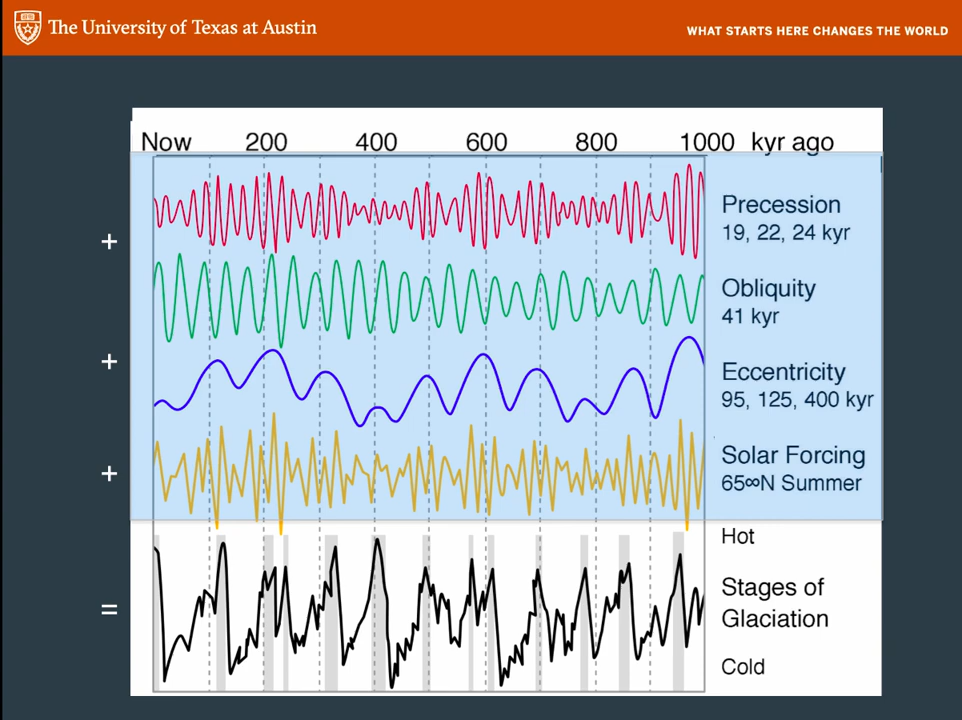 The University of Texas at Austin
WHAT STARTS HERE CHANGES THE WORLD
Now 200 400 600 800 1000 kyr ago
Precession
19, 22, 24 kyr
+
Obliquity
41 kyr
+
Eccentricity
95, 125, 400 kyr
+
Solar Forcing
65∞N Summer
Hot
=
Stages of
Glaciation
Cold